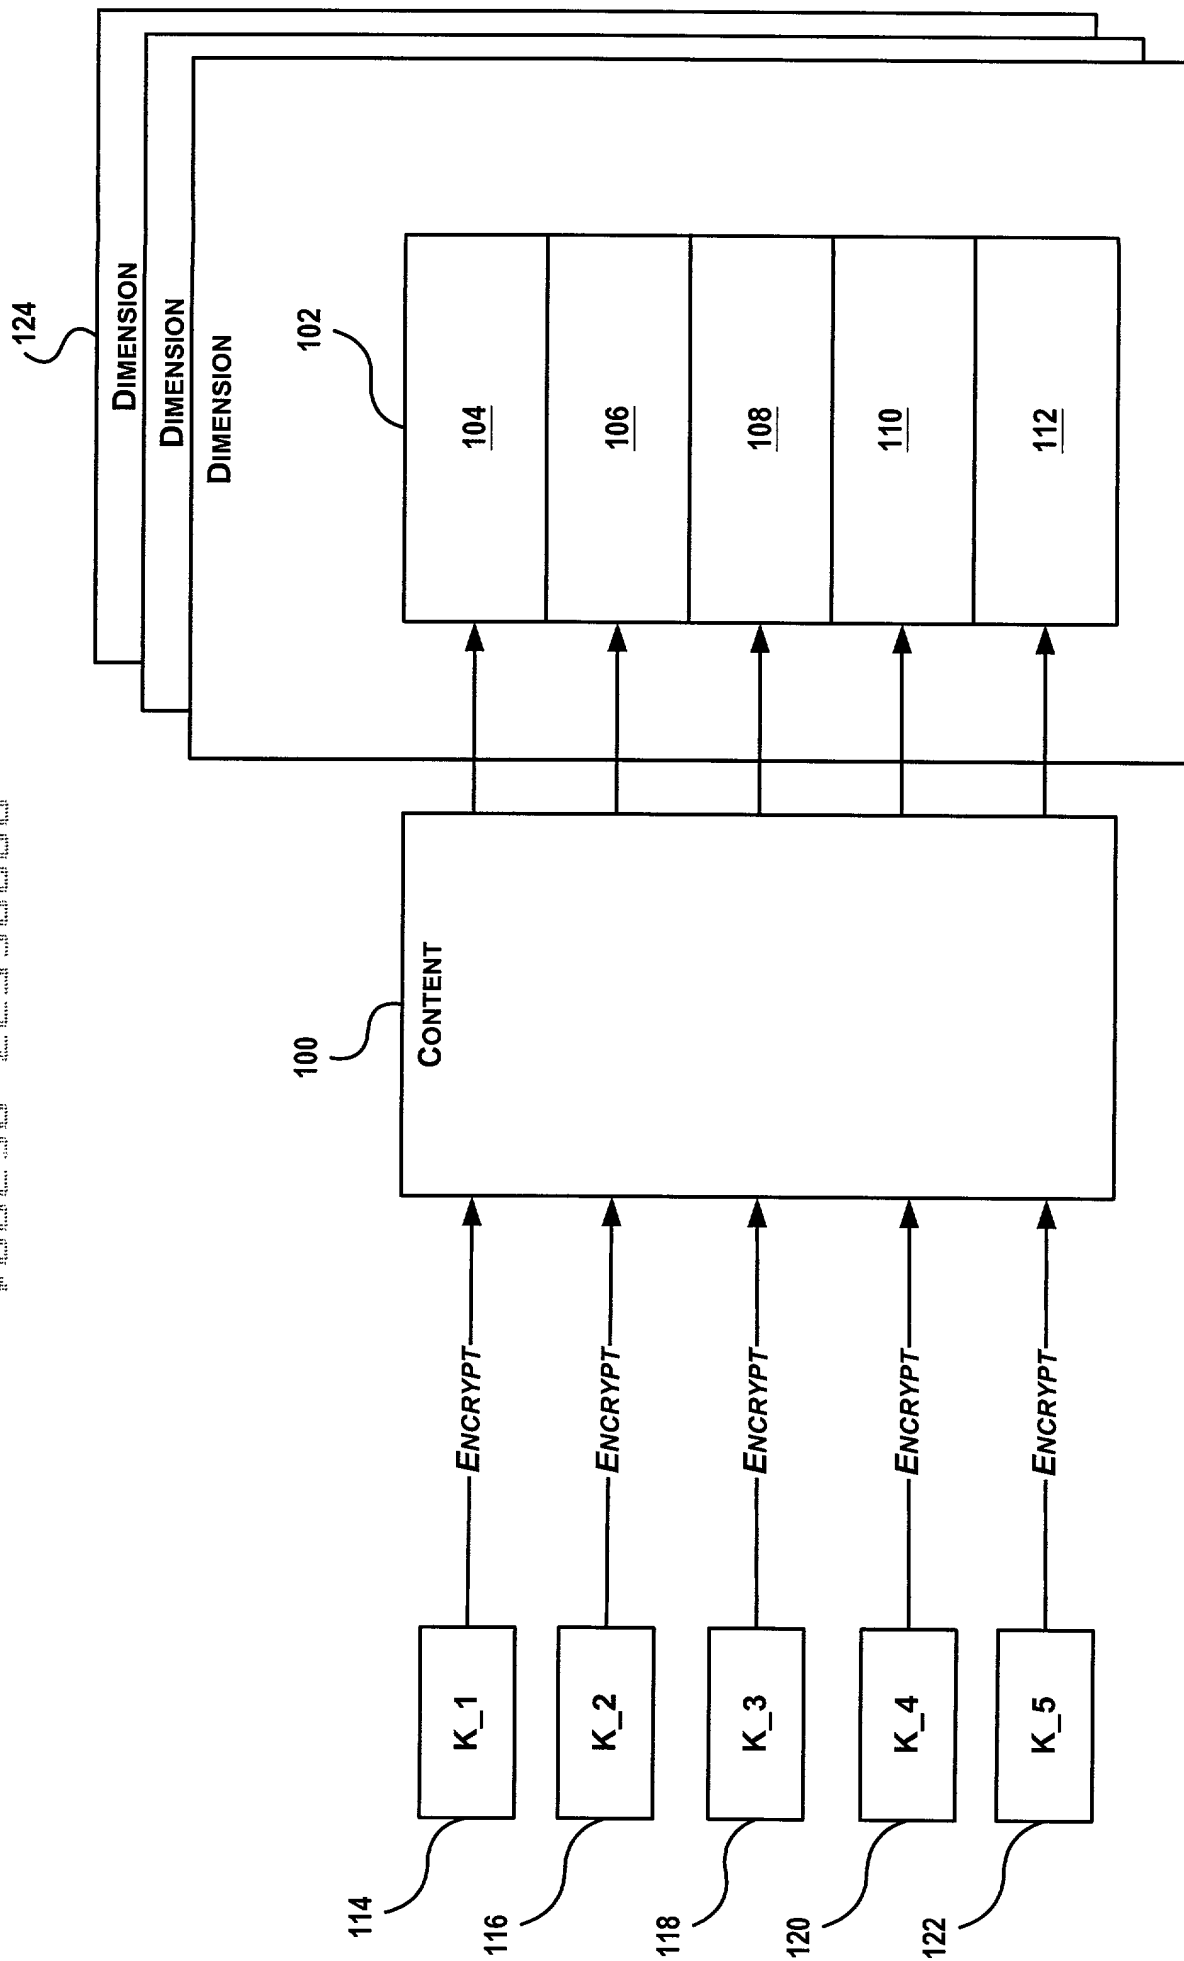 124
DIMENSION
DIMENSION
DIMENSION
102
104
106
108
110
112
100
CONTENT
ENCRYPT
ENCRYPT
ENCRYPT
ENCRYPT
ENCRYPT
K_1
K_2
K_3
K_4
K_5
114
116
118
120
122